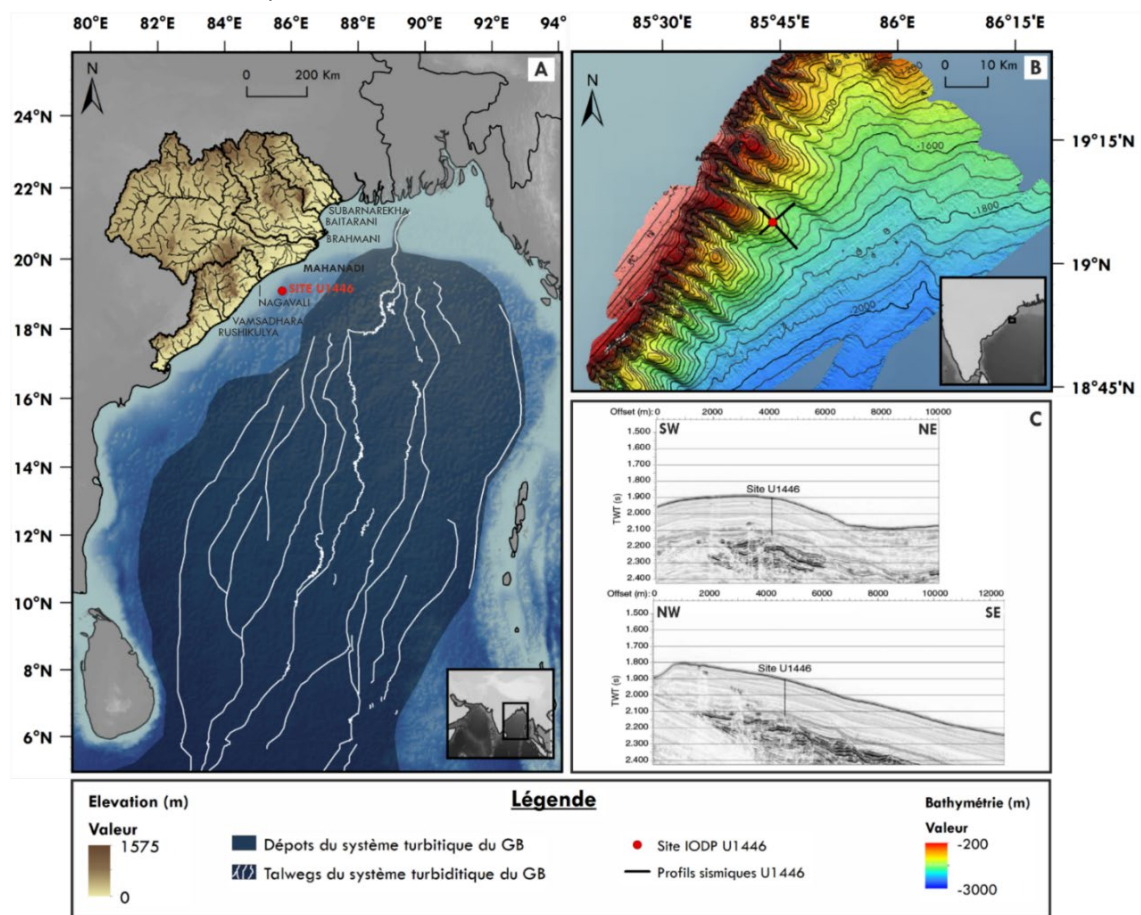 80°E 82°E 84°E 86°E 88°E 90°E 92°E 94°E
A
N
0 200 Km
24°N
22°N
20°N
18°N
16°N
14°N
12°N
10°N
8°N
6°N
SUBARNAREKHA
BAITARANI
BRAHMANI
MAHANADI
SITE U1446
NAGAVALI
VAMSADHARA
RUSHIKULYA
85°30'E 85°45'E 86°E 86°15'E
B
N
0 10 Km
19°15'N
19°N
18°45'N
-1600
-1800
-2000
C
Offset (m): 0 2000 4000 6000 8000 10000
SW NE
Site U1446
TWT (s)
1.500
1.600
1.700
1.800
1.900
2.000
2.100
2.200
2.300
2.400
Offset (m): 0 2000 4000 6000 8000 10000 12000
NW SE
Site U1446
TWT (s)
1.500
1.600
1.700
1.800
1.900
2.000
2.100
2.200
2.300
2.400
Légende
Elevation (m)
Valeur
1575
0
Dépots du système turbitique du GB
Talwegs du système turbiditique du GB
Site IODP U1446
Profils sismiques U1446
Bathymétrie (m)
Valeur
-200
-3000